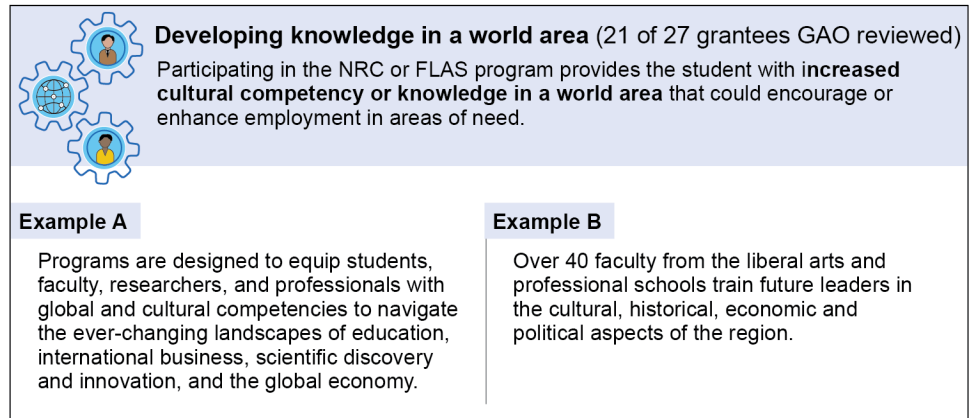 Developing knowledge in a world area (21 of 27 grantees GAO reviewed)
Participating in the NRC or FLAS program provides the student with increased
cultural competency or knowledge in a world area that could encourage or
enhance employment in areas of need.
Example A
Programs are designed to equip students,
faculty, researchers, and professionals with
global and cultural competencies to navigate
the ever-changing landscapes of education,
international business, scientific discovery
and innovation, and the global economy.
Example B
Over 40 faculty from the liberal arts and
professional schools train future leaders in
the cultural, historical, economic and
political aspects of the region.